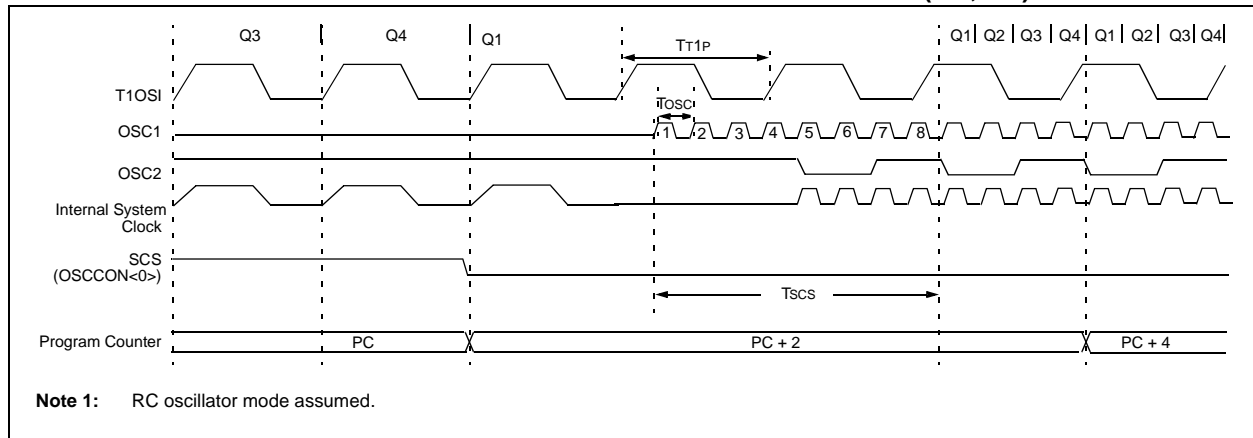 Q3 Q4 Q1 Q1 Q2 Q3 Q4 Q1 Q2 Q3 Q4
TT1P
T1OSI
TOSC
OSC1
1 2 3 4 5 6 7 8
OSC2
Internal System
Clock
SCS
(OSCCON<0>)
TSCS
Program Counter PC PC + 2 PC + 4
Note 1: RC oscillator mode assumed.